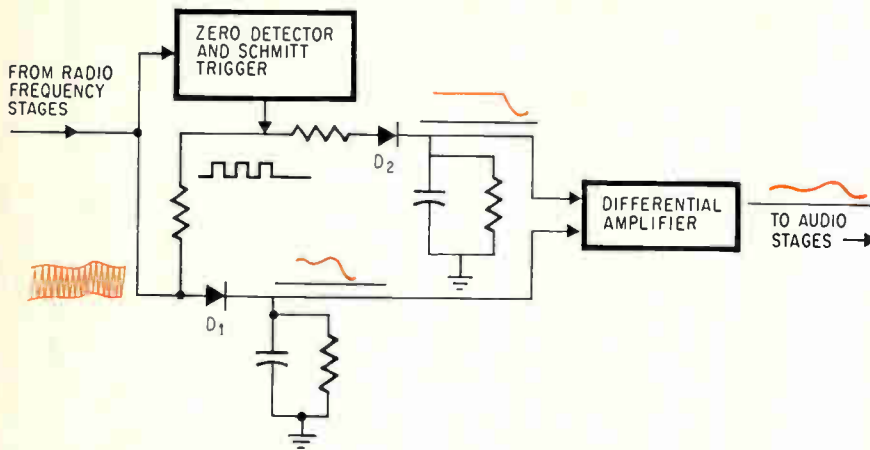 ZERO DETECTOR
AND SCHMITT
TRIGGER
FROM RADIO
FREQUENCY
STAGES
D2
DIFFERENTIAL
AMPLIFIER
TO AUDIO
STAGES
D1